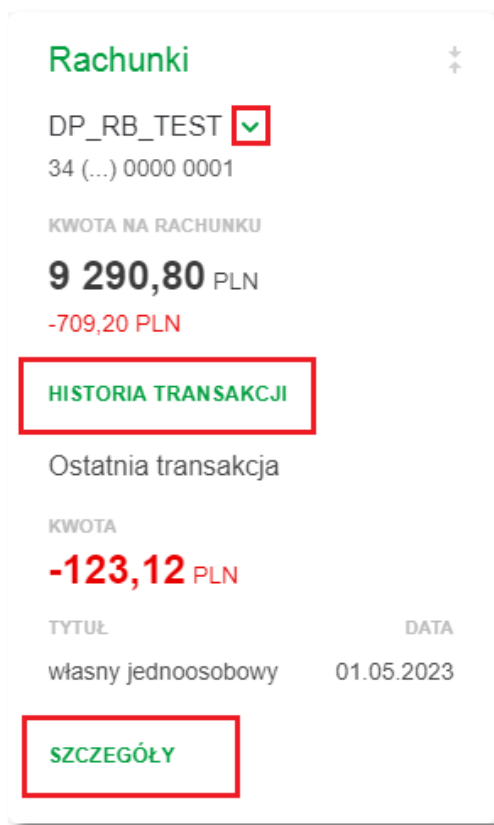 Rachunki
DP_RB_TEST
34 (...) 0000 0001
KWOTA NA RACHUNKU
9 290,80 PLN
-709,20 PLN
HISTORIA TRANSAKCJI
Ostatnia transakcja
KWOTA
-123,12 PLN
TYTUŁ DATA
własny jednoosobowy 01.05.2023
SZCZEGÓŁY